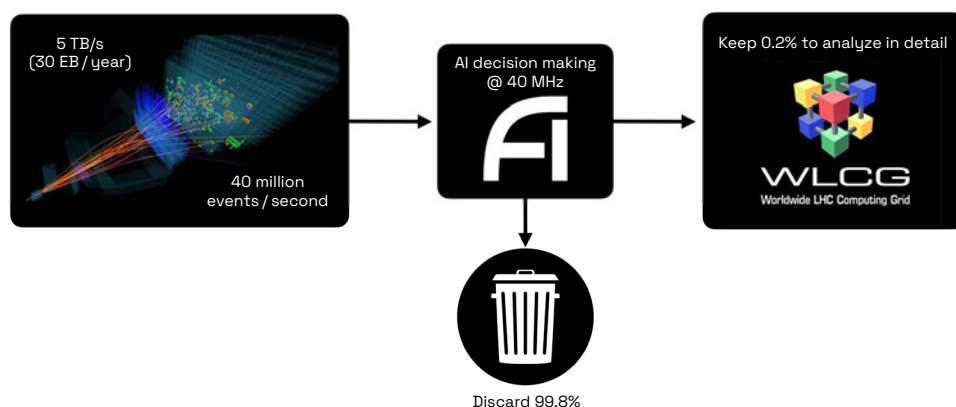 5 TB/s
(30 EB / year)
40 million
events / second
AI decision making
@ 40 MHz
AI
Keep 0.2% to analyze in detail
WLCG
Worldwide LHC Computing Grid
Discard 99.8%